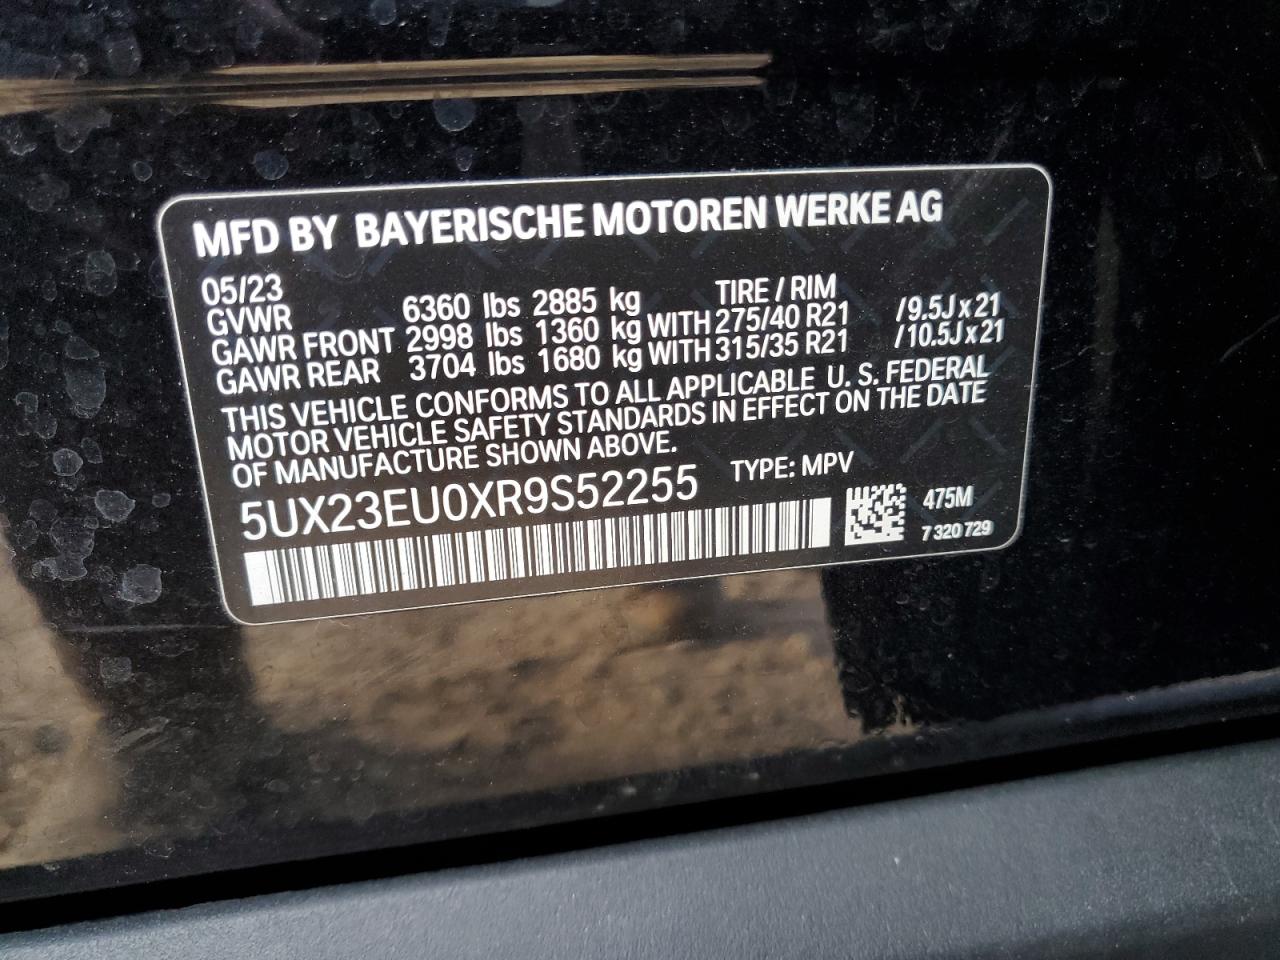 MFD BY BAYERISCHE MOTOREN WERKE AG
05/23 TIRE / RIM
GVWR 6360 lbs 2885 kg
GAWR FRONT 2998 lbs 1360 kg WITH 275/40 R21 /9.5J x 21
GAWR REAR 3704 lbs 1680 kg WITH 315/35 R21 /10.5J x 21
THIS VEHICLE CONFORMS TO ALL APPLICABLE U. S. FEDERAL
MOTOR VEHICLE SAFETY STANDARDS IN EFFECT ON THE DATE
OF MANUFACTURE SHOWN ABOVE.
5UX23EU0XR9S52255 TYPE: MPV
475M
7 320 729